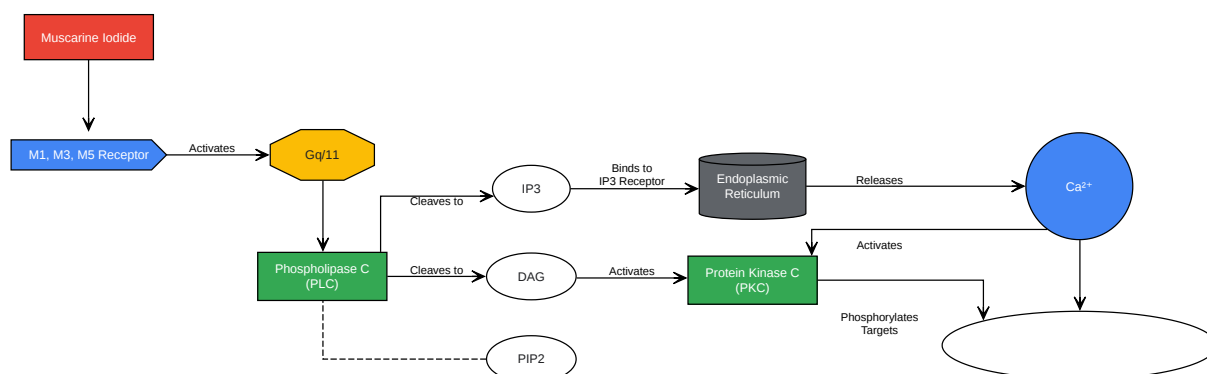 Muscarine Iodide
M1, M3, M5 Receptor
Activates
Gq/11
Phospholipase C
(PLC)
Cleaves to
IP3
Binds to
IP3 Receptor
Endoplasmic
Reticulum
Releases
Ca²⁺
Activates
Cleaves to
DAG
Activates
Protein Kinase C
(PKC)
Phosphorylates
Targets
PIP2